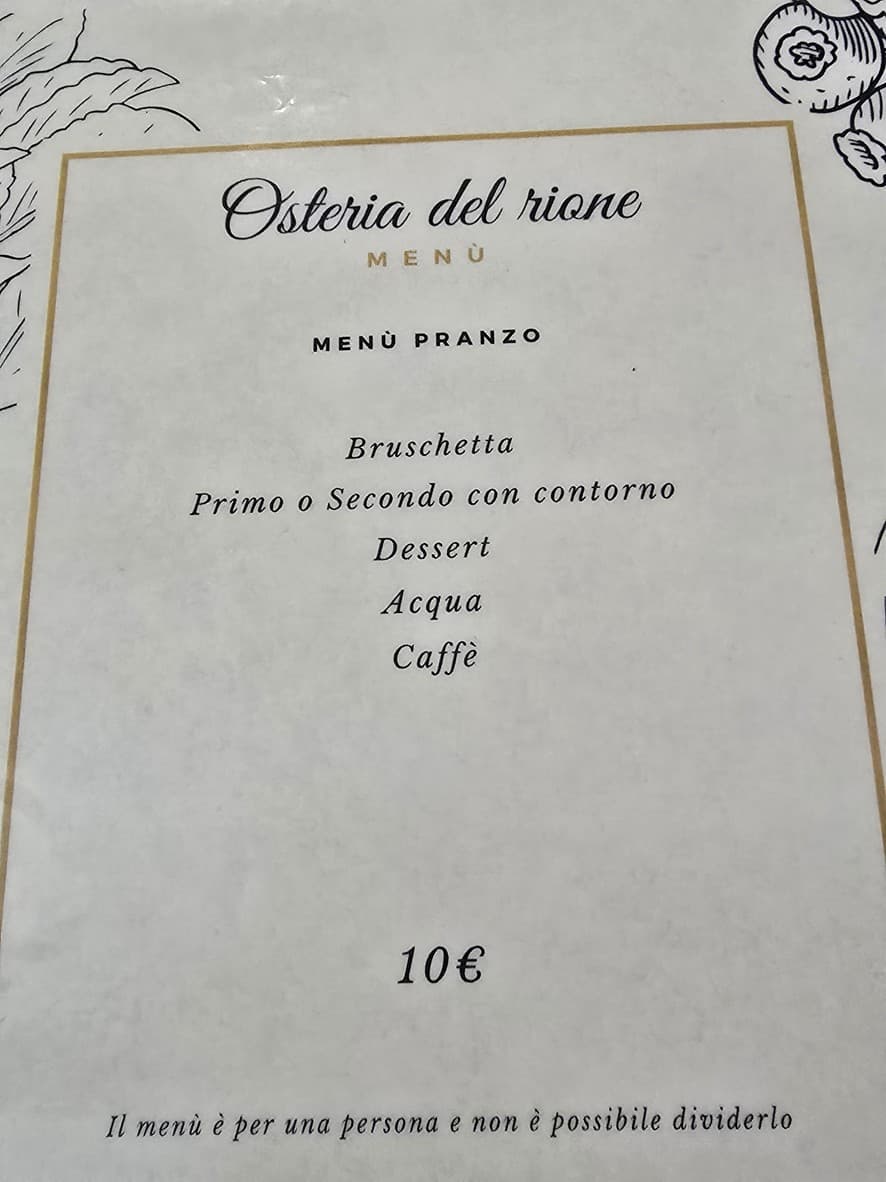 Osteria del rione
MENÙ
MENÙ PRANZO
Bruschetta
Primo o Secondo con contorno
Dessert
Acqua
Caffè
10€
Il menù è per una persona e non è possibile dividerlo